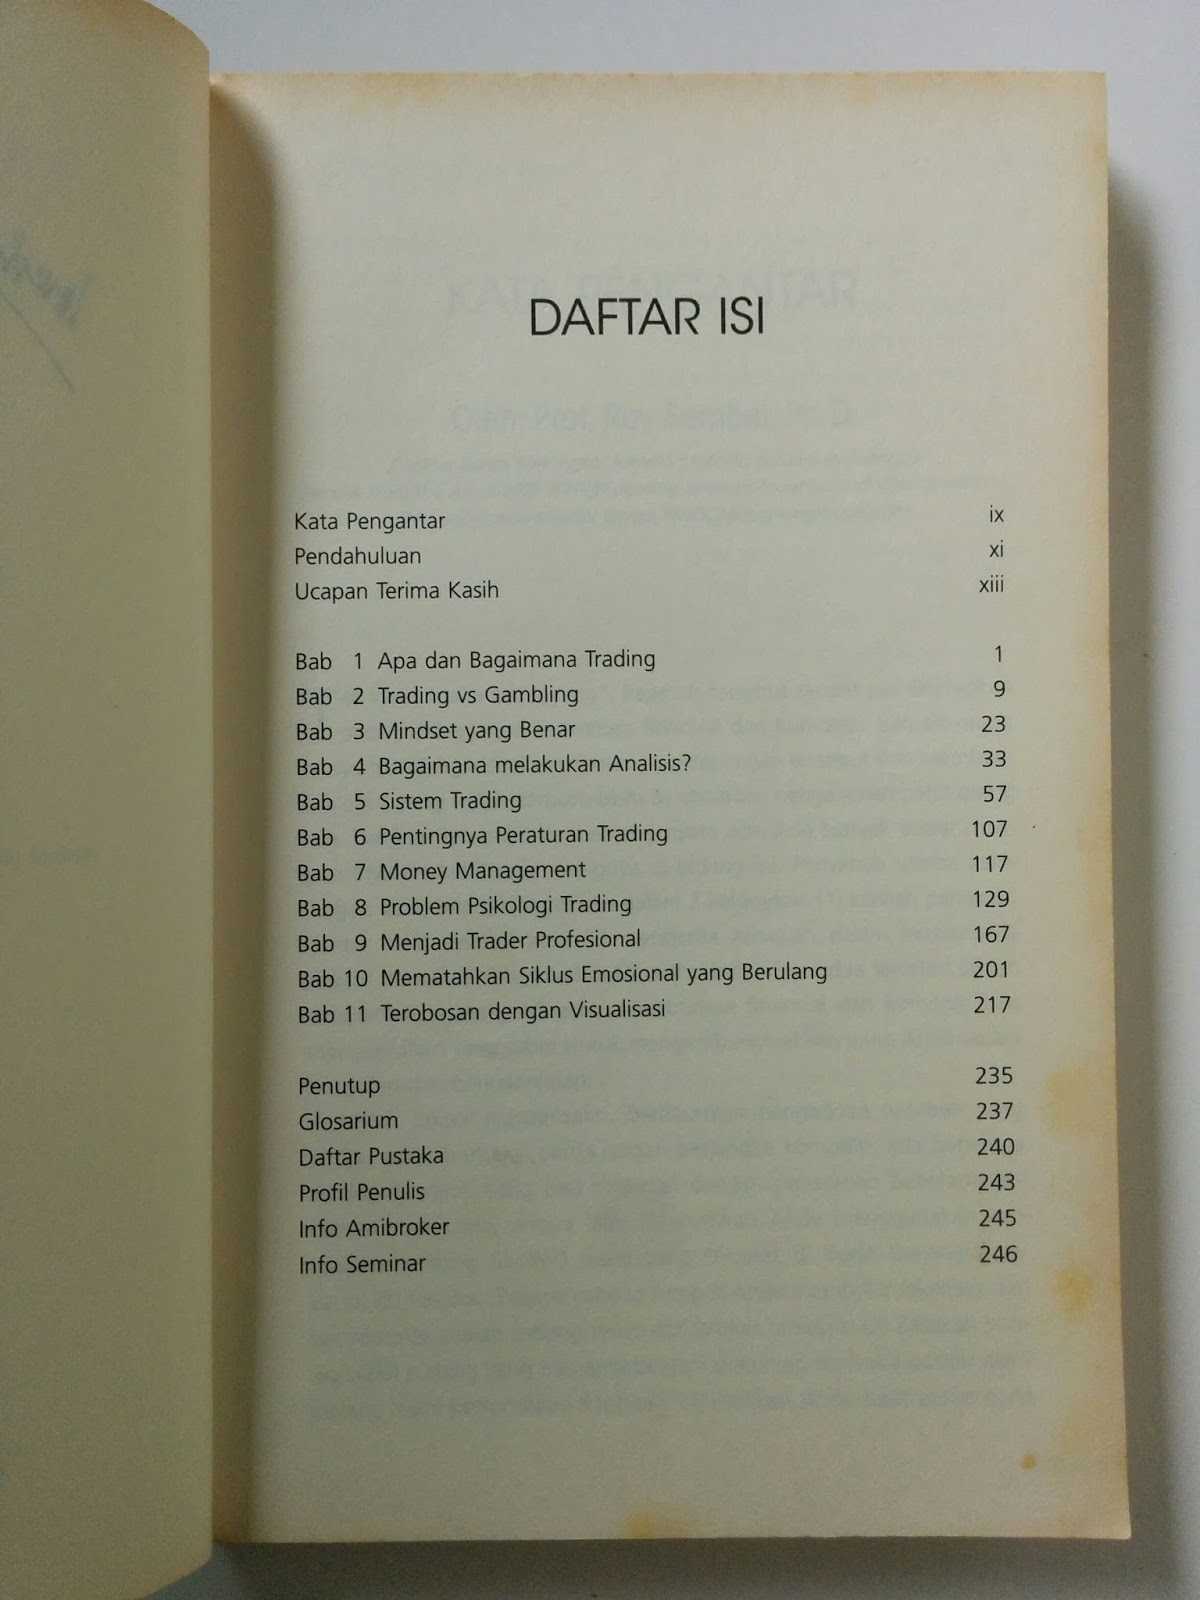 DAFTAR ISI
Kata Pengantar ix
Pendahuluan xi
Ucapan Terima Kasih xiii
Bab 1 Apa dan Bagaimana Trading 1
Bab 2 Trading vs Gambling 9
Bab 3 Mindset yang Benar 23
Bab 4 Bagaimana melakukan Analisis? 33
Bab 5 Sistem Trading 57
Bab 6 Pentingnya Peraturan Trading 107
Bab 7 Money Management 117
Bab 8 Problem Psikologi Trading 129
Bab 9 Menjadi Trader Profesional 167
Bab 10 Mematahkan Siklus Emosional yang Berulang 201
Bab 11 Terobosan dengan Visualisasi 217
Penutup 235
Glosarium 237
Daftar Pustaka 240
Profil Penulis 243
Info Amibroker 245
Info Seminar 246